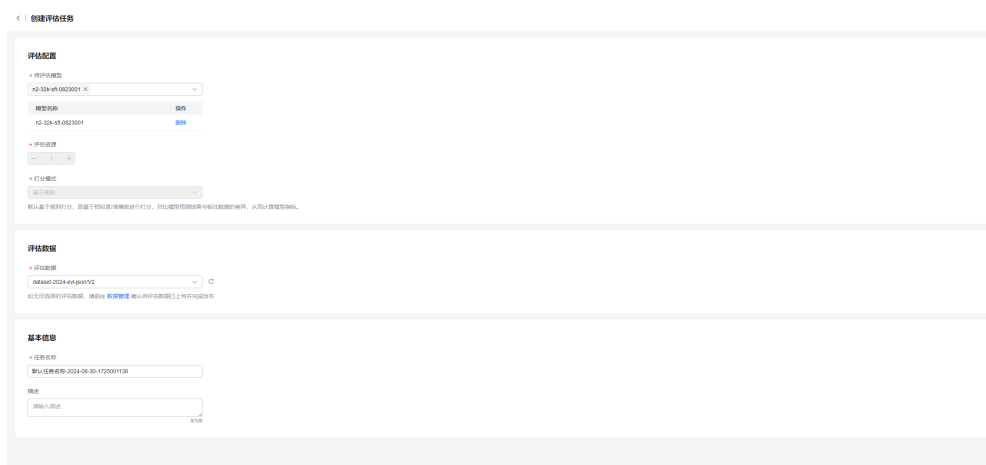 创建评估任务
评估配置
* 待评估模型
n2-32k-sft-0823001 ×
模型名称 操作
n2-32k-sft-0823001 删除
* 评估资源
— 1 +
* 打分模式
基于规则
默认基于规则打分，即基于相似度/准确率进行打分，对比模型预测结果与标注数据的差异，从而计算模型指标。
评估数据
* 评估数据
dataset-2024-evl-json/V2
如无可选择的评估数据，请前往 数据管理 确认待评估数据已上传并完成发布
基本信息
* 任务名称
默认任务名称-2024-08-30-1725001138
描述
请输入描述
0/100